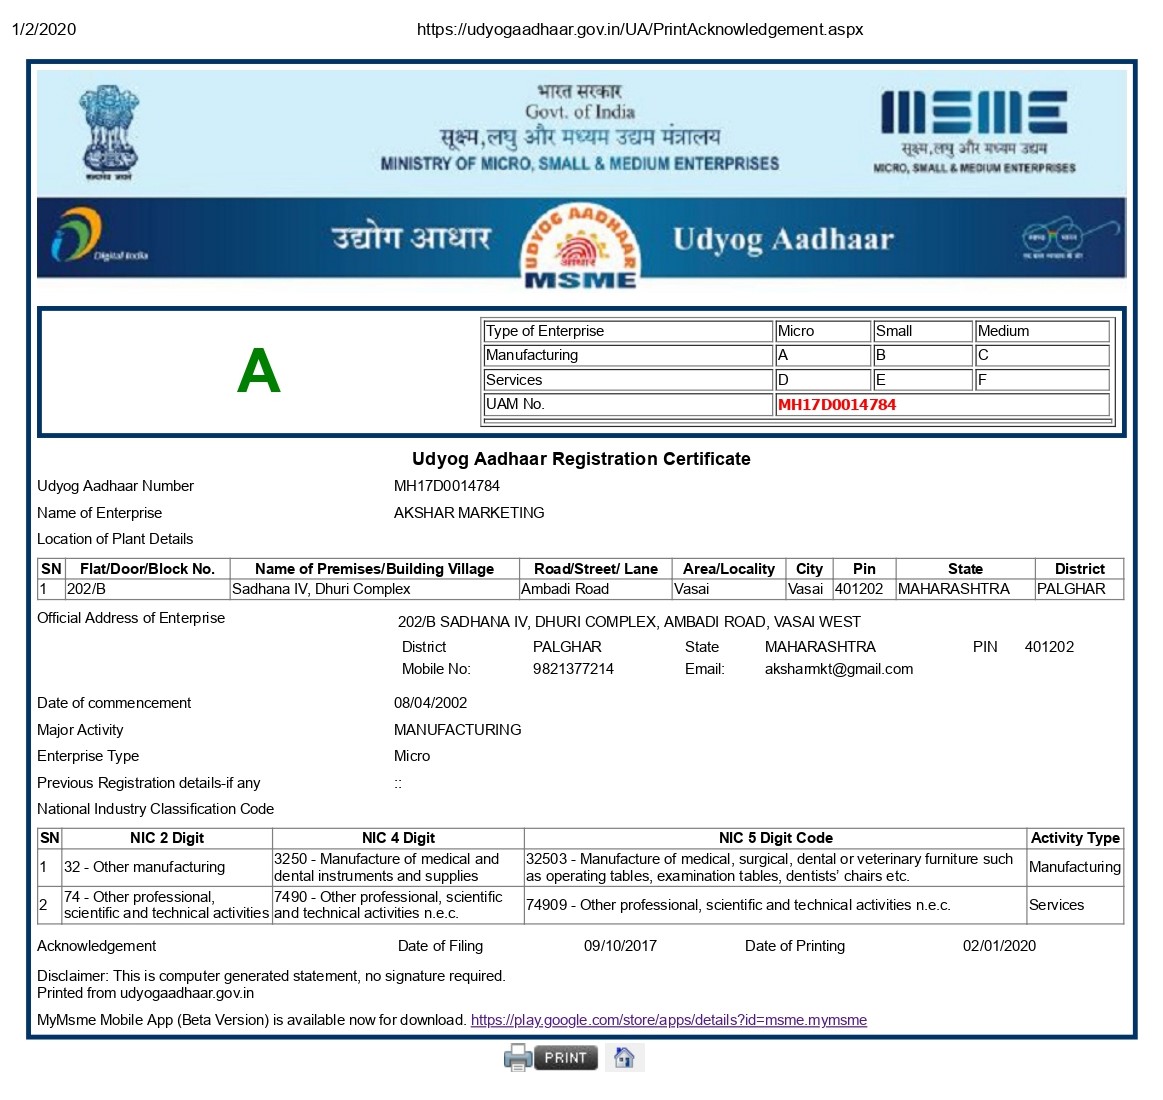 1/2/2020 https://udyogaadhaar.gov.in/UA/PrintAcknowledgement.aspx
भारत सरकार
Govt. of India
सूक्ष्म,लघु और मध्यम उद्यम मंत्रालय
MINISTRY OF MICRO, SMALL & MEDIUM ENTERPRISES
सत्यमेव जयते
msme
सूक्ष्म,लघु और मध्यम उद्यम
MICRO, SMALL & MEDIUM ENTERPRISES
Digital India
उद्योग आधार
UDYOG AADHAAR
आधार
MSME
Udyog Aadhaar
स्वच्छ भारत
एक कदम स्वच्छता की ओर
A
Type of Enterprise Micro Small Medium
Manufacturing A B C
Services D E F
UAM No. MH17D0014784
Udyog Aadhaar Registration Certificate
Udyog Aadhaar Number MH17D0014784
Name of Enterprise AKSHAR MARKETING
Location of Plant Details
SN Flat/Door/Block No. Name of Premises/Building Village Road/Street/ Lane Area/Locality City Pin State District
1 202/B Sadhana IV, Dhuri Complex Ambadi Road Vasai Vasai 401202 MAHARASHTRA PALGHAR
Official Address of Enterprise 202/B SADHANA IV, DHURI COMPLEX, AMBADI ROAD, VASAI WEST
District PALGHAR State MAHARASHTRA PIN 401202
Mobile No: 9821377214 Email: aksharmkt@gmail.com
Date of commencement 08/04/2002
Major Activity MANUFACTURING
Enterprise Type Micro
Previous Registration details-if any ::
National Industry Classification Code
SN NIC 2 Digit NIC 4 Digit NIC 5 Digit Code Activity Type
1 32 - Other manufacturing 3250 - Manufacture of medical and dental instruments and supplies 32503 - Manufacture of medical, surgical, dental or veterinary furniture such as operating tables, examination tables, dentists' chairs etc. Manufacturing
2 74 - Other professional, scientific and technical activities 7490 - Other professional, scientific and technical activities n.e.c. 74909 - Other professional, scientific and technical activities n.e.c. Services
Acknowledgement Date of Filing 09/10/2017 Date of Printing 02/01/2020
Disclaimer: This is computer generated statement, no signature required.
Printed from udyogaadhaar.gov.in
MyMsme Mobile App (Beta Version) is available now for download. https://play.google.com/store/apps/details?id=msme.mymsme
PRINT